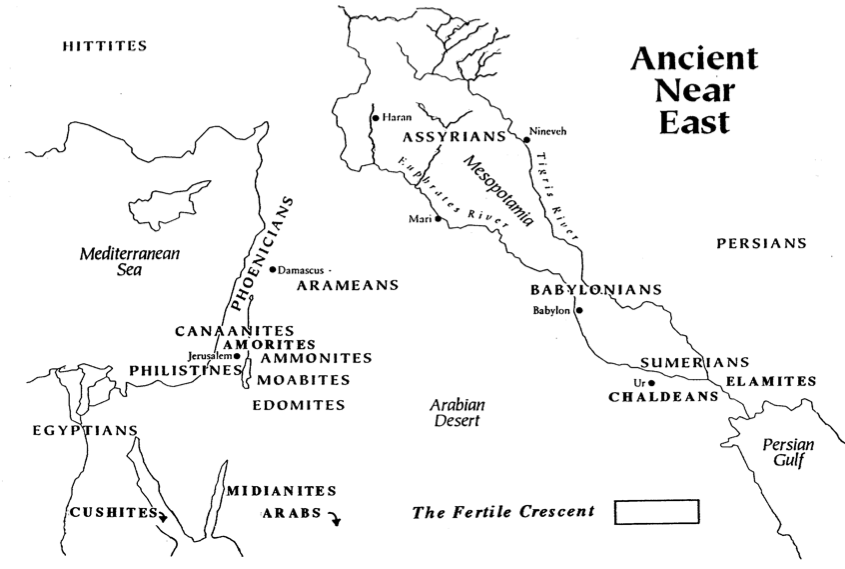 HITTITES
Ancient
Near
East
Haran
ASSYRIANS
Nineveh
Mesopotamia
Euphrates River
Tigris River
Mari
PERSIANS
Mediterranean
Sea
PHOENICIANS
Damascus
ARAMEANS
BABYLONIANS
Babylon
CANAANITES
AMORITES
Jerusalem
AMMONITES
PHILISTINES
MOABITES
EDOMITES
SUMERIANS
Ur
ELAMITES
CHALDEANS
Arabian
Desert
EGYPTIANS
Persian
Gulf
MIDIANITES
CUSHITES
ARABS
The Fertile Crescent